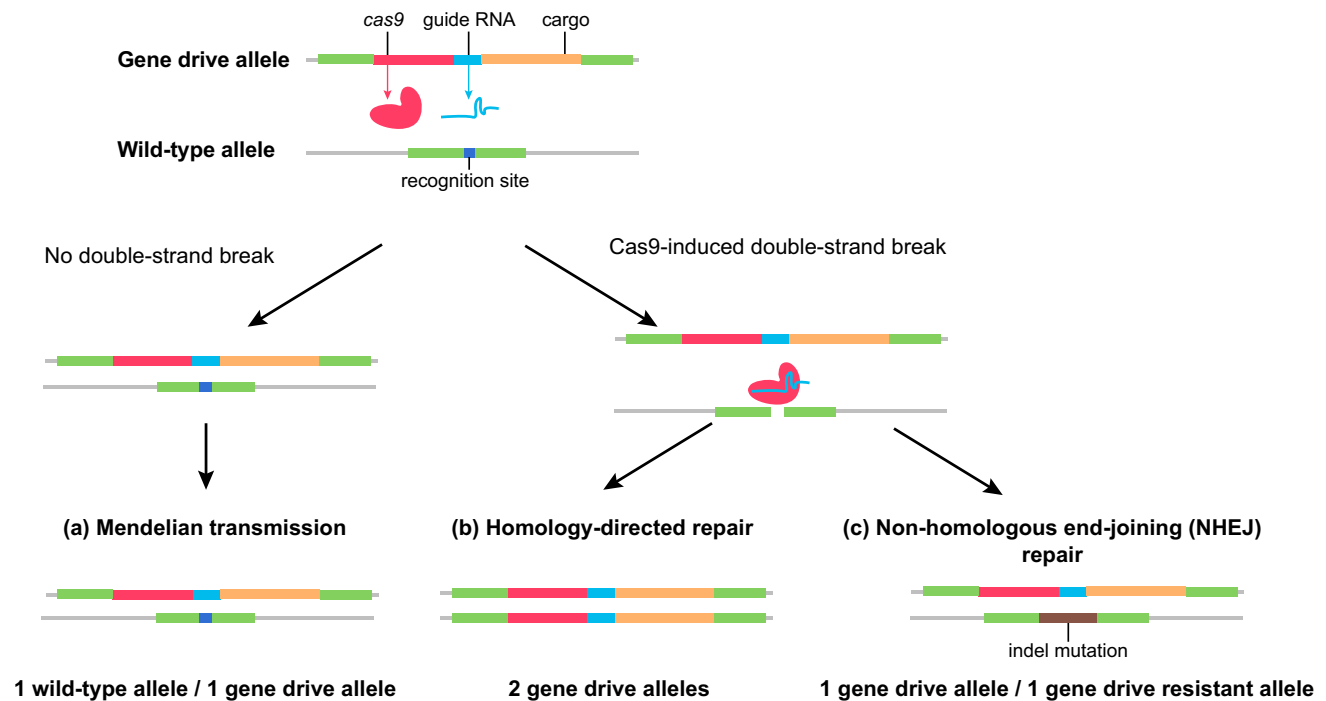 cas9 guide RNA cargo
Gene drive allele
Wild-type allele
recognition site
No double-strand break
Cas9-induced double-strand break
(a) Mendelian transmission
(b) Homology-directed repair
(c) Non-homologous end-joining (NHEJ)
repair
indel mutation
1 wild-type allele / 1 gene drive allele
2 gene drive alleles
1 gene drive allele / 1 gene drive resistant allele